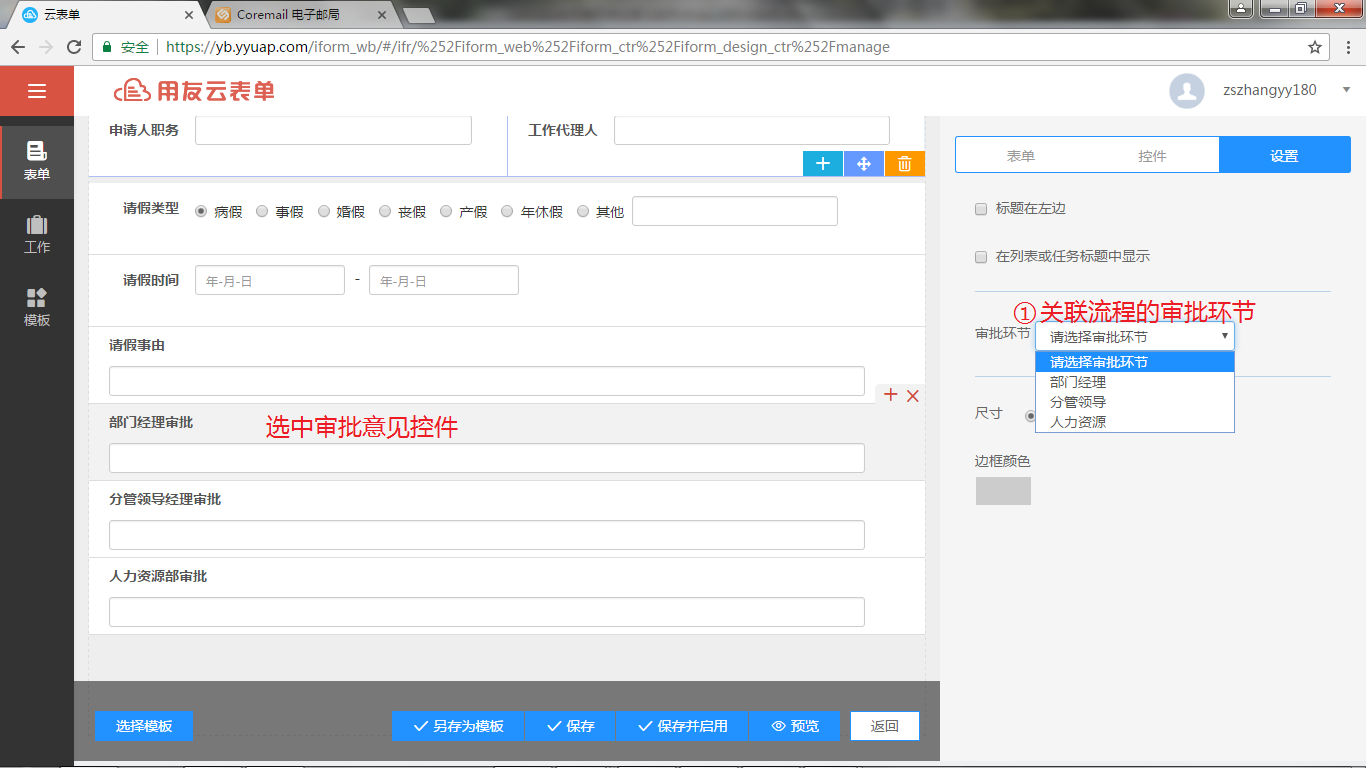 云表单
Coremail 电子邮局
安全 https://yb.yyuap.com/iform_wb/#/ifr/%252Fiform_web%252Fiform_ctr%252Fiform_design_ctr%252Fmanage
用友云表单
zszhangyy180
表单
工作
模板
申请人职务
工作代理人
请假类型 病假 事假 婚假 丧假 产假 年休假 其他
请假时间 年-月-日 - 年-月-日
请假事由
部门经理审批
选中审批意见控件
分管领导经理审批
人力资源部审批
选择模板 另存为模板 保存 保存并启用 预览 返回
表单 控件 设置
标题在左边
在列表或任务标题中显示
①关联流程的审批环节
审批环节 请选择审批环节
请选择审批环节
部门经理
分管领导
人力资源
尺寸
边框颜色